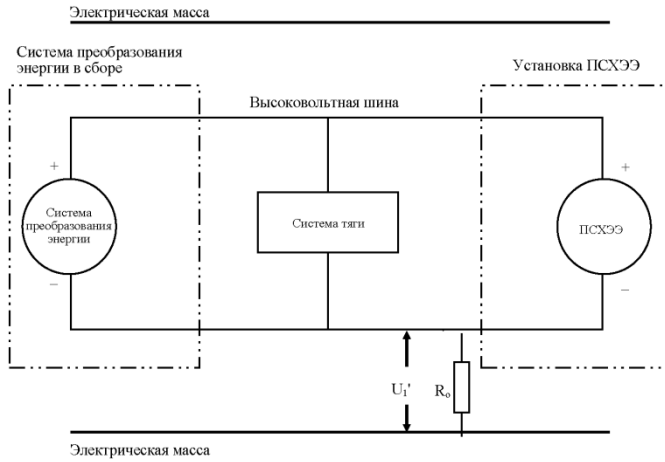 Электрическая масса
Система преобразования
энергии в сборе
Установка ПСХЭЭ
Высоковольтная шина
+
+
Система
преобразования
энергии
Система тяги
ПСХЭЭ
−
−
U₁'
Rₒ
Электрическая масса